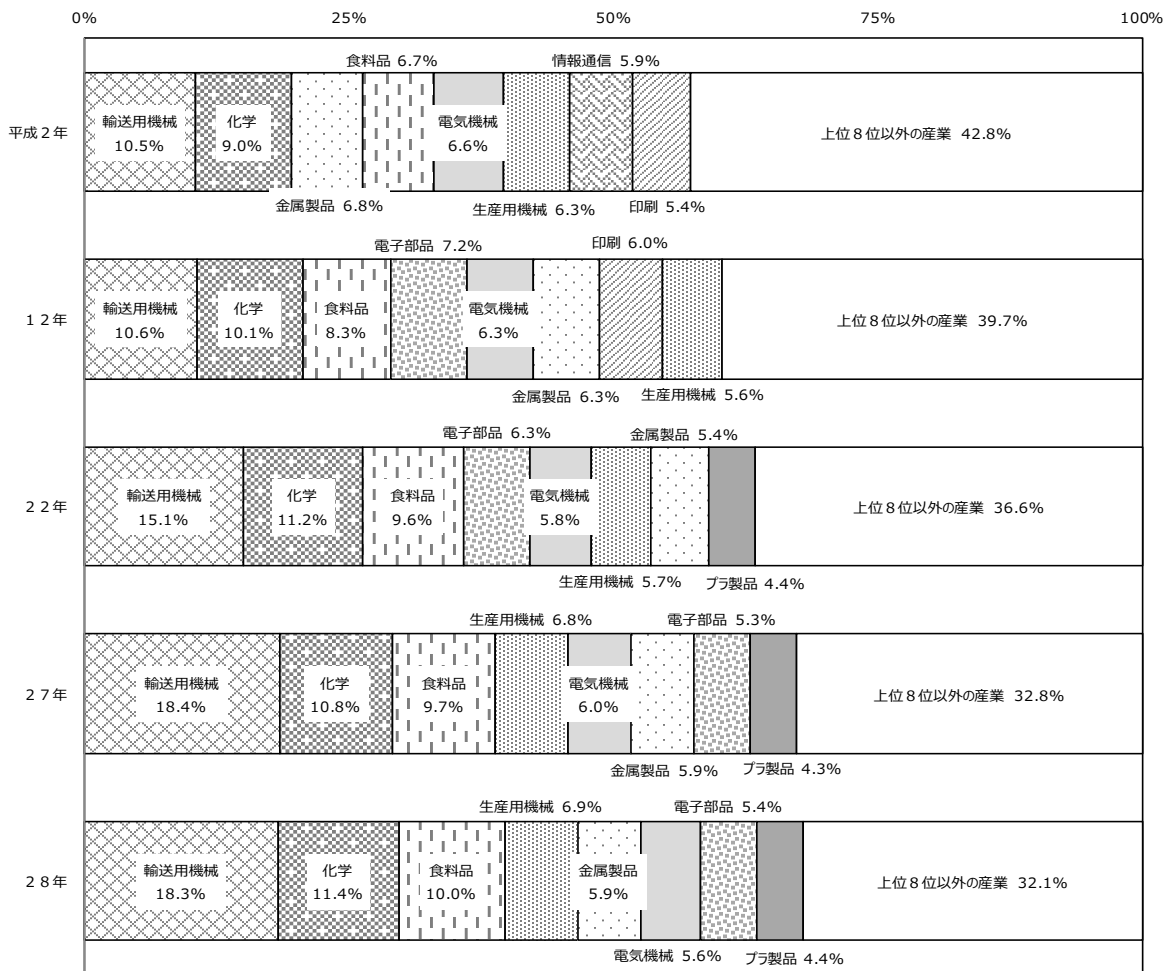 0%
25%
50%
75%
100%
食料品 6.7%
情報通信 5.9%
平成２年
輸送用機械
10.5%
化学
9.0%
電気機械
6.6%
上位８位以外の産業 42.8%
金属製品 6.8%
生産用機械 6.3%
印刷 5.4%
電子部品 7.2%
印刷 6.0%
１２年
輸送用機械
10.6%
化学
10.1%
食料品
8.3%
電気機械
6.3%
上位８位以外の産業 39.7%
金属製品 6.3%
生産用機械 5.6%
電子部品 6.3%
金属製品 5.4%
２２年
輸送用機械
15.1%
化学
11.2%
食料品
9.6%
電気機械
5.8%
上位８位以外の産業 36.6%
生産用機械 5.7%
プラ製品 4.4%
生産用機械 6.8%
電子部品 5.3%
２７年
輸送用機械
18.4%
化学
10.8%
食料品
9.7%
電気機械
6.0%
上位８位以外の産業 32.8%
金属製品 5.9%
プラ製品 4.3%
生産用機械 6.9%
電子部品 5.4%
２８年
輸送用機械
18.3%
化学
11.4%
食料品
10.0%
金属製品
5.9%
上位８位以外の産業 32.1%
電気機械 5.6%
プラ製品 4.4%